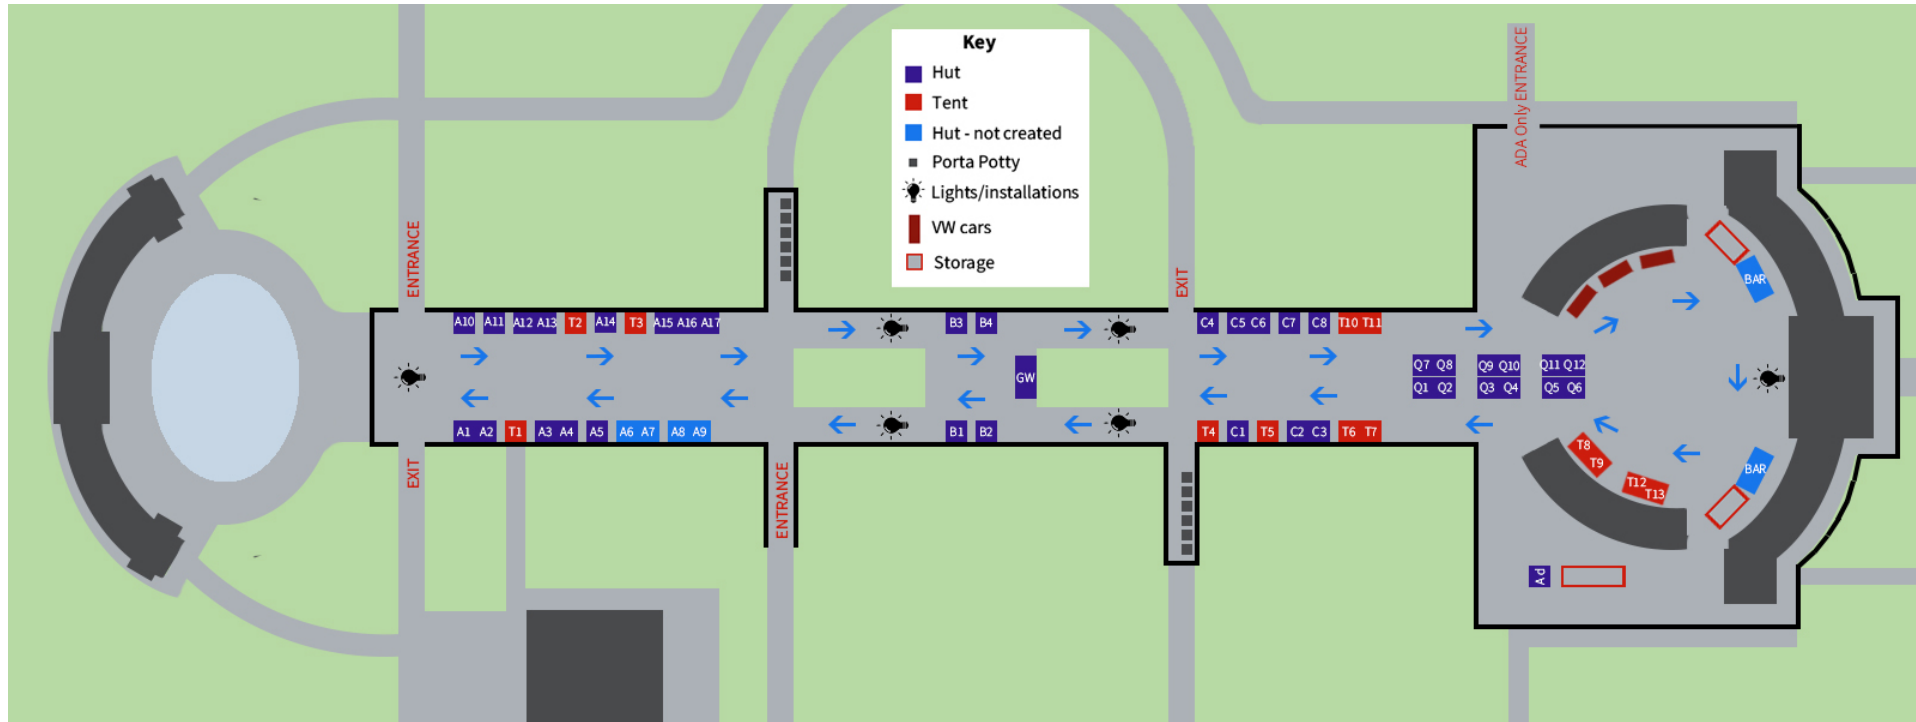 Key
Hut
Tent
Hut - not created
Porta Potty
Lights/installations
VW cars
Storage
ADA Only ENTRANCE
ENTRANCE
EXIT
BAR
A10 A11 A12 A13 T2 A14 T3 A15 A16 A17
B3 B4
C4 C5 C6 C7 C8 T10 T11
GW
Q7 Q8 Q9 Q10 Q11 Q12
Q1 Q2 Q3 Q4 Q5 Q6
A1 A2 T1 A3 A4 A5 A6 A7 A8 A9
B1 B2
T4 C1 T5 C2 C3 T6 T7
T8
T9
T12
T13
BAR
EXIT
ENTRANCE
Ad